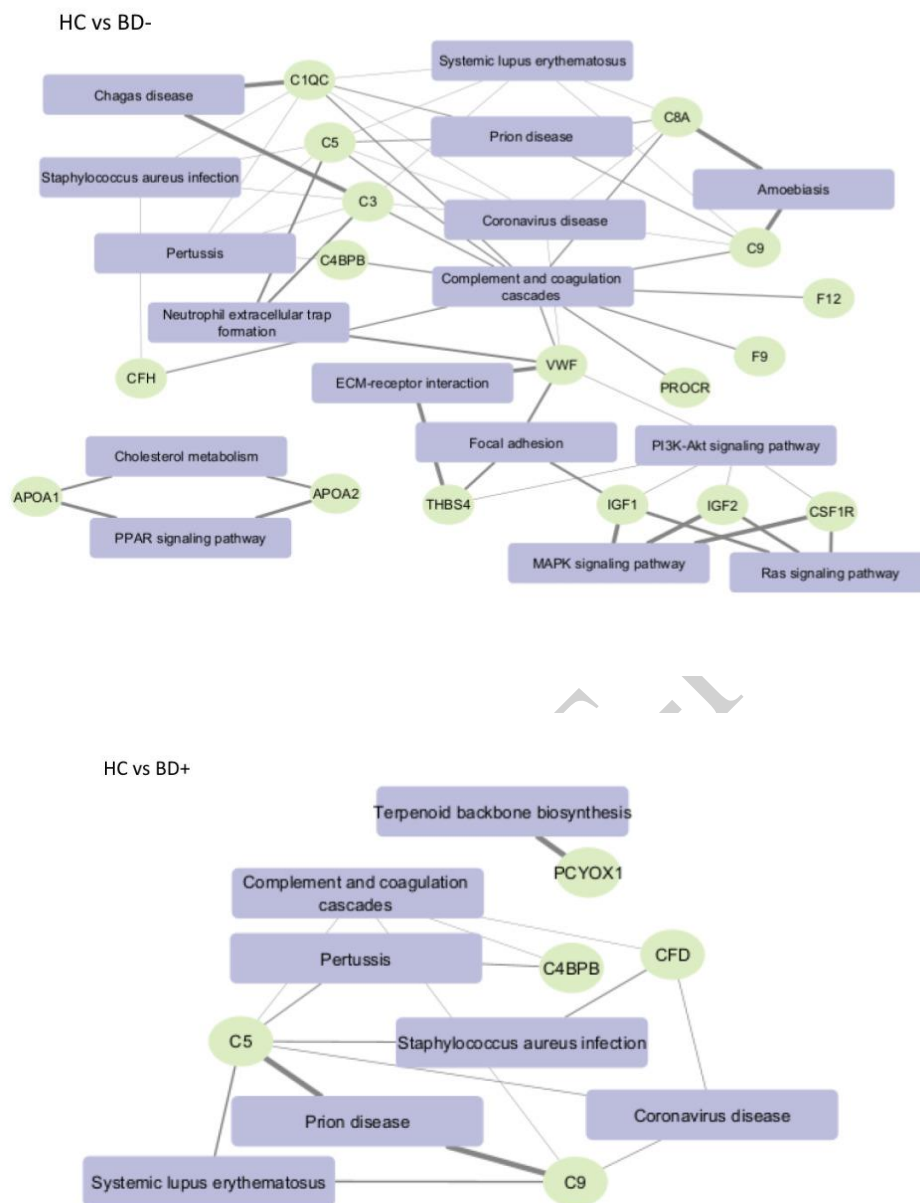 HC vs BD-
Systemic lupus erythematosus
C1QC
Chagas disease
C8A
C5
Prion disease
Staphylococcus aureus infection
Amoebiasis
C3
Coronavirus disease
Pertussis
C4BPB
C9
Complement and coagulation
cascades
F12
Neutrophil extracellular trap
formation
F9
VWF
CFH
ECM-receptor interaction
PROCR
Focal adhesion
PI3K-Akt signaling pathway
Cholesterol metabolism
APOA1
APOA2
THBS4
IGF1
IGF2
CSF1R
PPAR signaling pathway
MAPK signaling pathway
Ras signaling pathway
HC vs BD+
Terpenoid backbone biosynthesis
PCYOX1
Complement and coagulation
cascades
Pertussis
C4BPB
CFD
C5
Staphylococcus aureus infection
Prion disease
Coronavirus disease
Systemic lupus erythematosus
C9